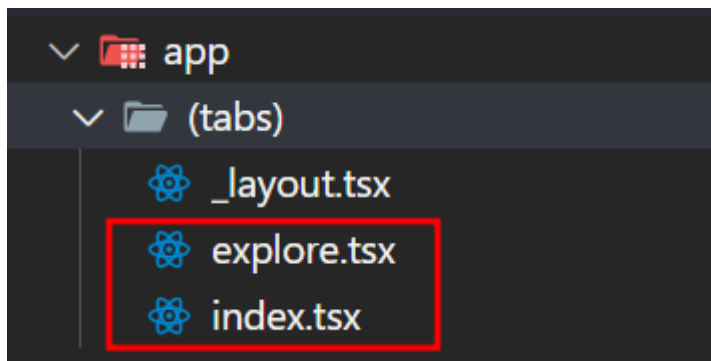 app
(tabs)
_layout.tsx
explore.tsx
index.tsx